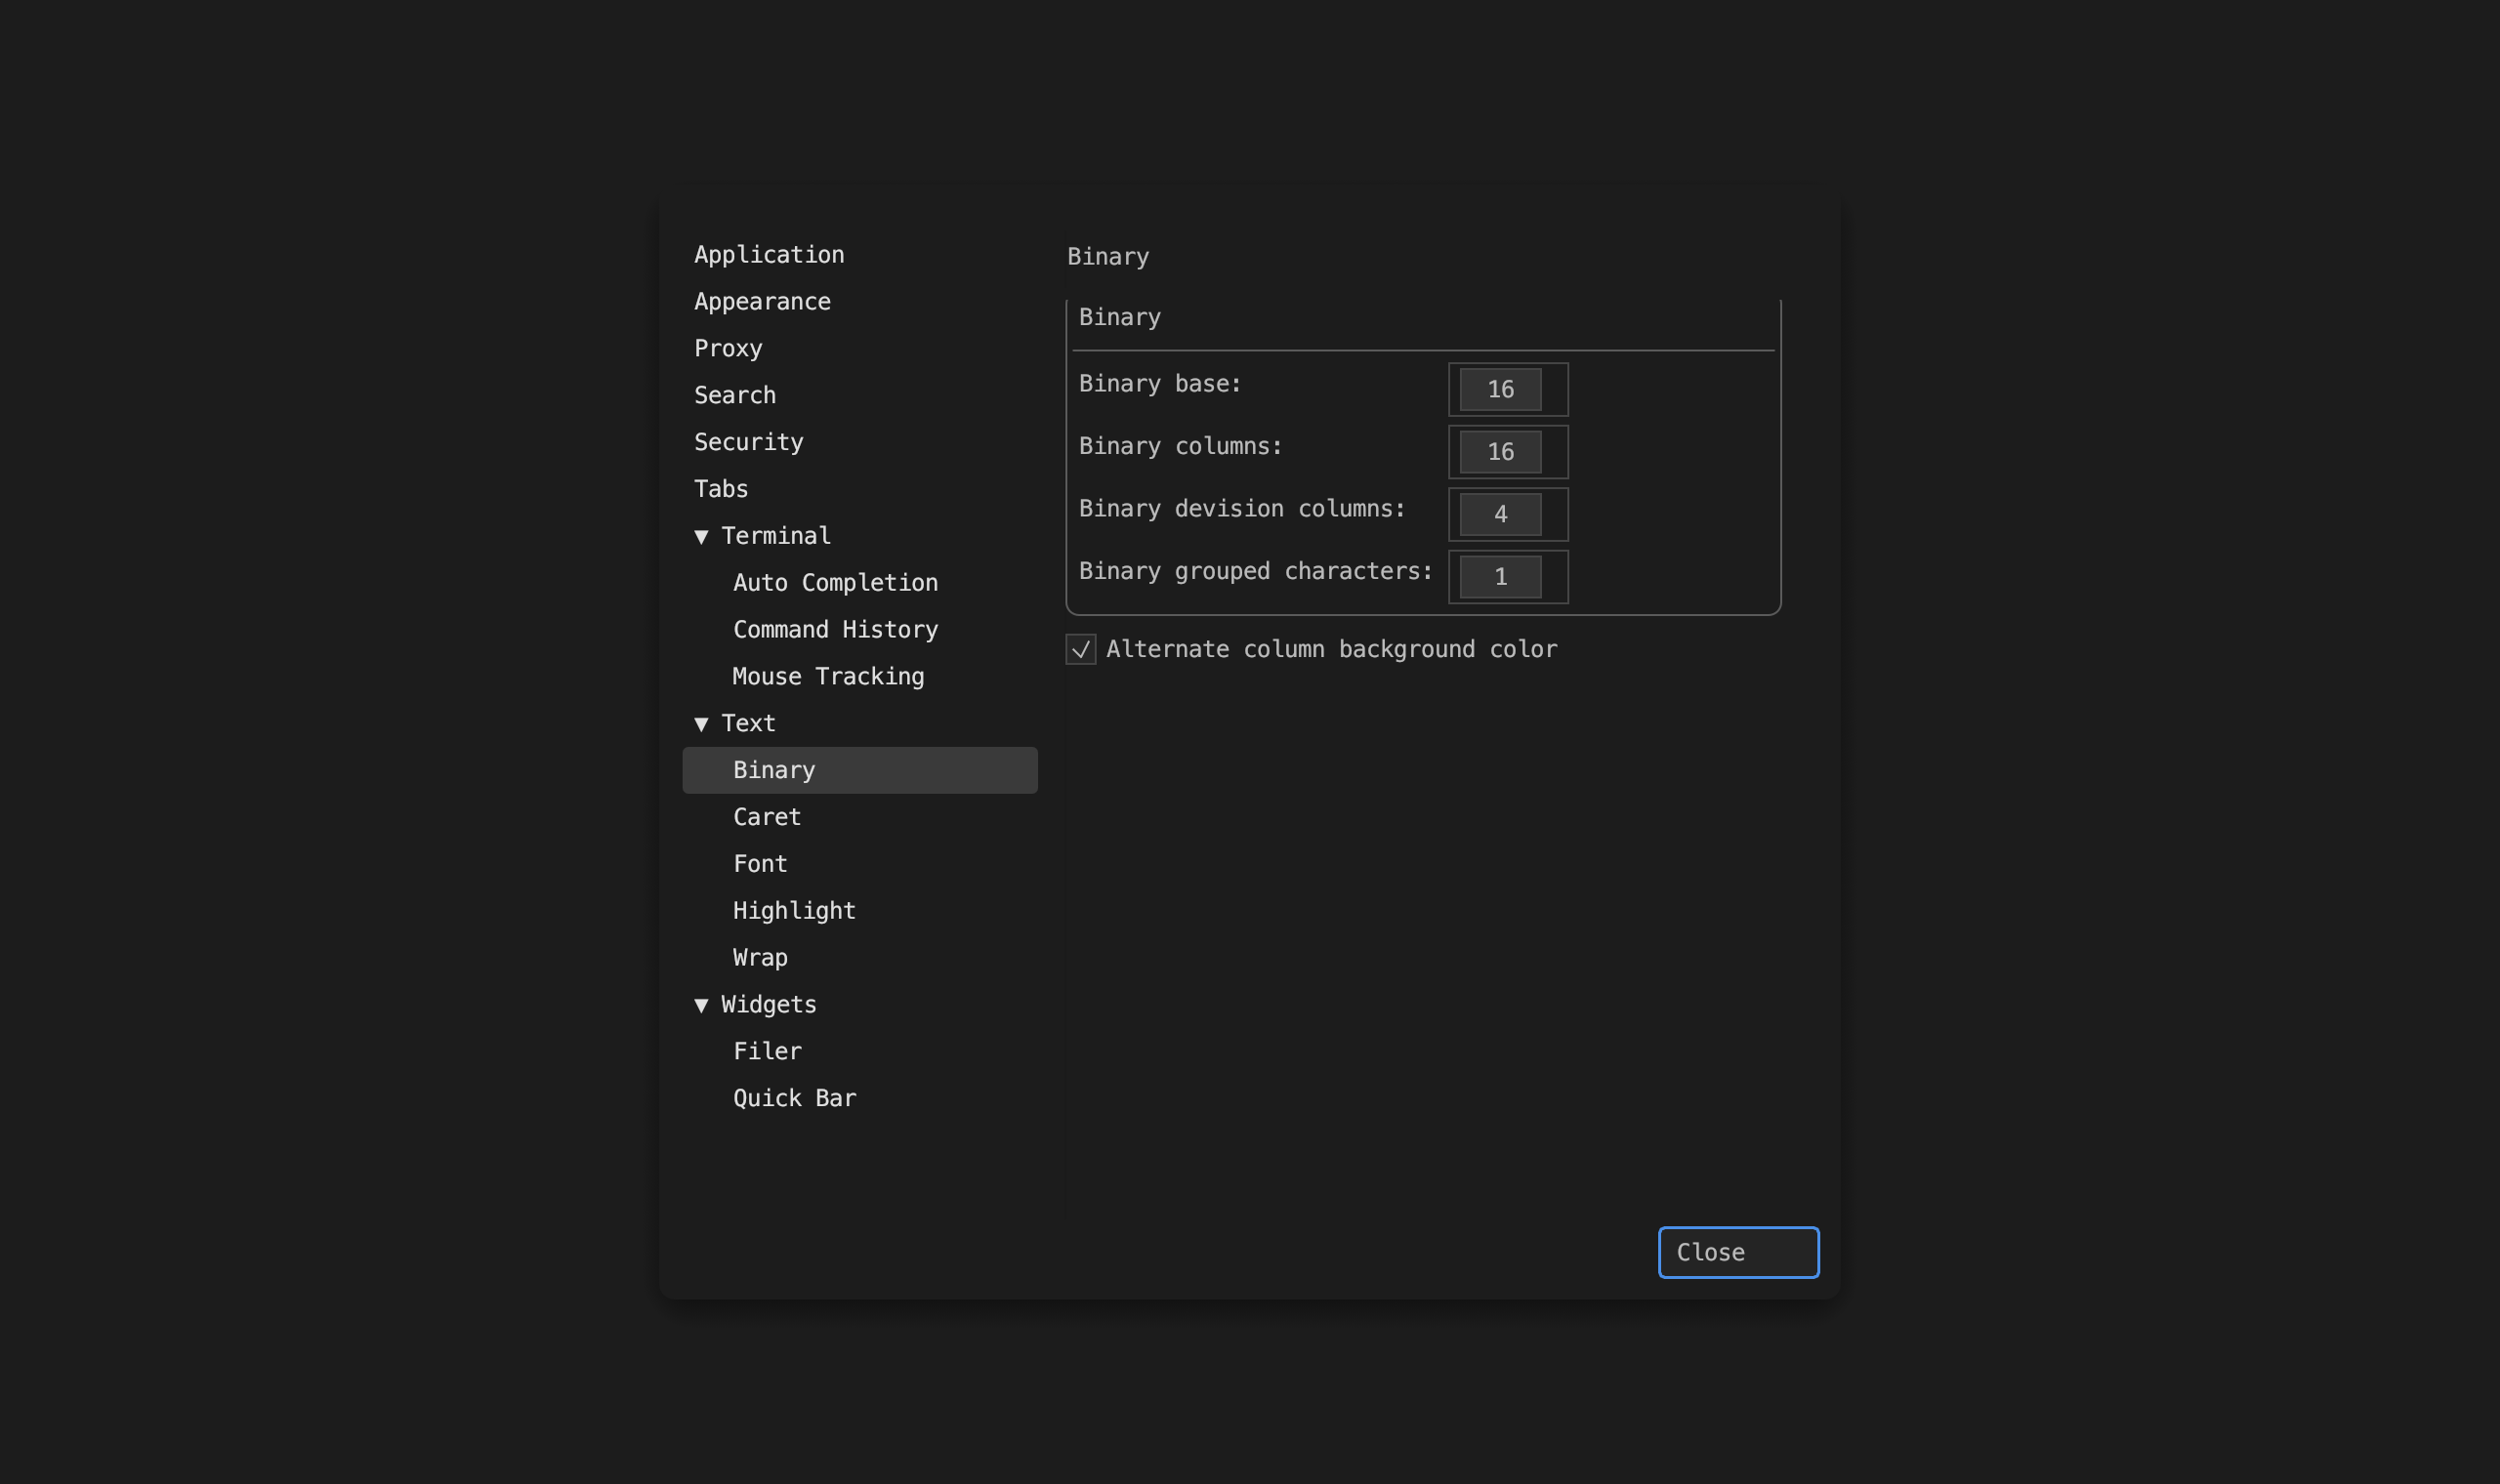 Application
Appearance
Proxy
Search
Security
Tabs
▼ Terminal
Auto Completion
Command History
Mouse Tracking
▼ Text
Binary
Caret
Font
Highlight
Wrap
▼ Widgets
Filer
Quick Bar
Binary
Binary
Binary base: 16
Binary columns: 16
Binary devision columns: 4
Binary grouped characters: 1
Alternate column background color
Close